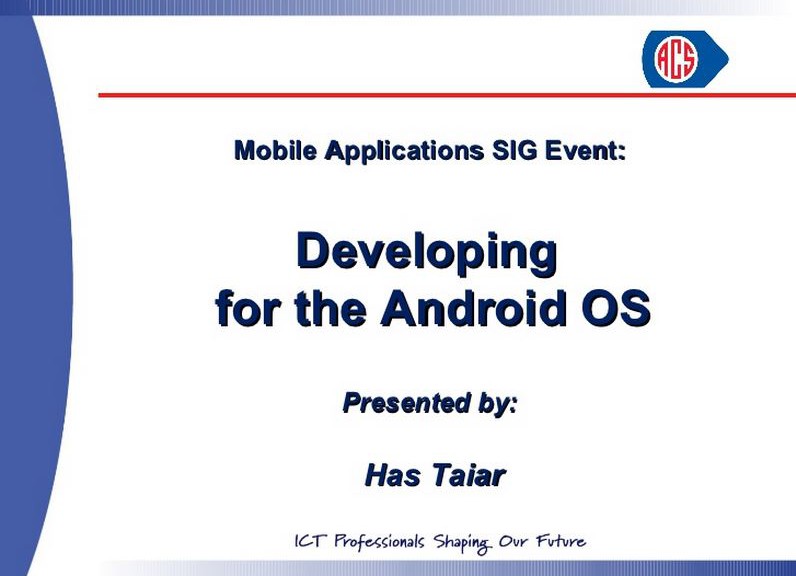 ACS
Mobile Applications SIG Event:
Developing
for the Android OS
Presented by:
Has Taiar
ICT Professionals Shaping Our Future